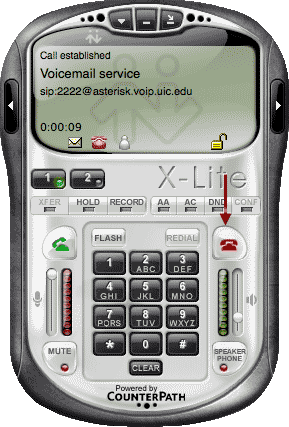 Call established
Voicemail service
sip:2222@asterisk.voip.uic.edu
0:00:09
1 2
X-Lite
XFER HOLD RECORD AA AC DND CONF
FLASH REDIAL
1 2 ABC 3 DEF
4 GHI 5 JKL 6 MNO
7 PQRS 8 TUV 9 WXYZ
* 0 #
MUTE CLEAR SPEAKER PHONE
Powered by
COUNTERPATH